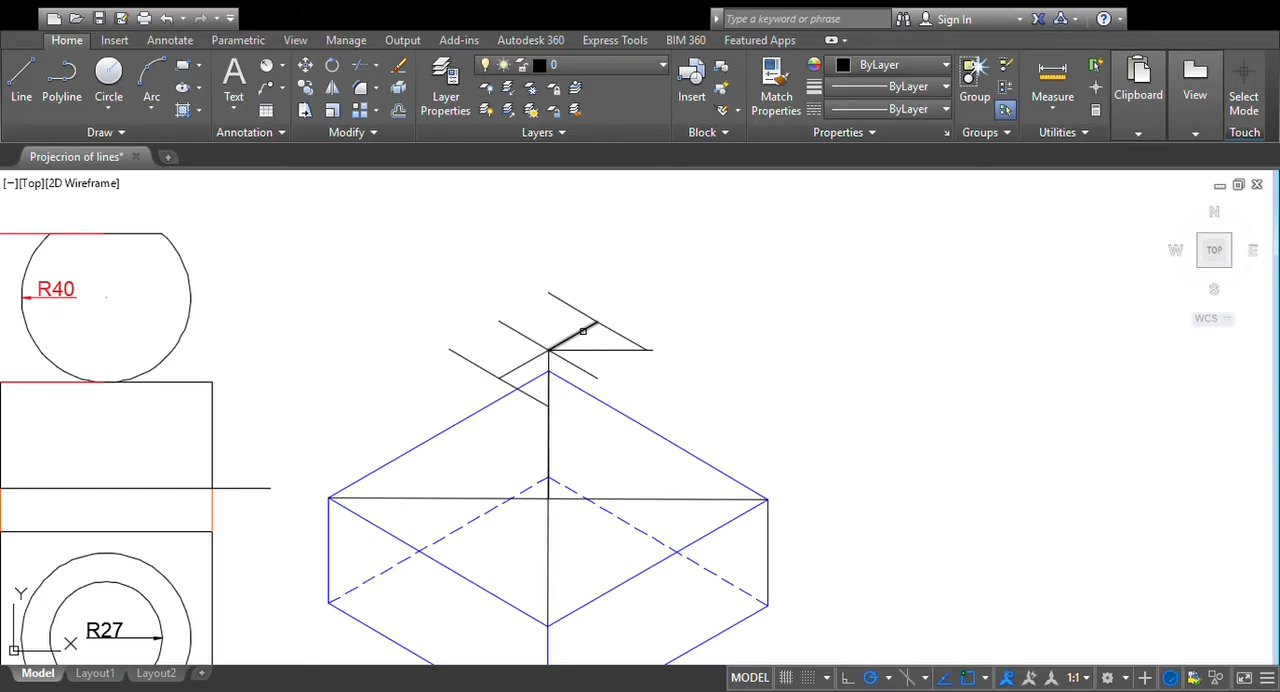 Type a keyword or phrase
Sign In
Home Insert Annotate Parametric View Manage Output Add-ins Autodesk 360 Express Tools BIM 360 Featured Apps
Line Polyline Circle Arc Text Layer Properties 0 Insert Match Properties ByLayer ByLayer ByLayer Group Measure Clipboard View Select Mode
Draw Annotation Modify Layers Block Properties Groups Utilities Touch
Projecrion of lines*
[−][Top][2D Wireframe]
N
W TOP E
S
WCS
R40
R27
Y
X
Model Layout1 Layout2 + MODEL 1:1